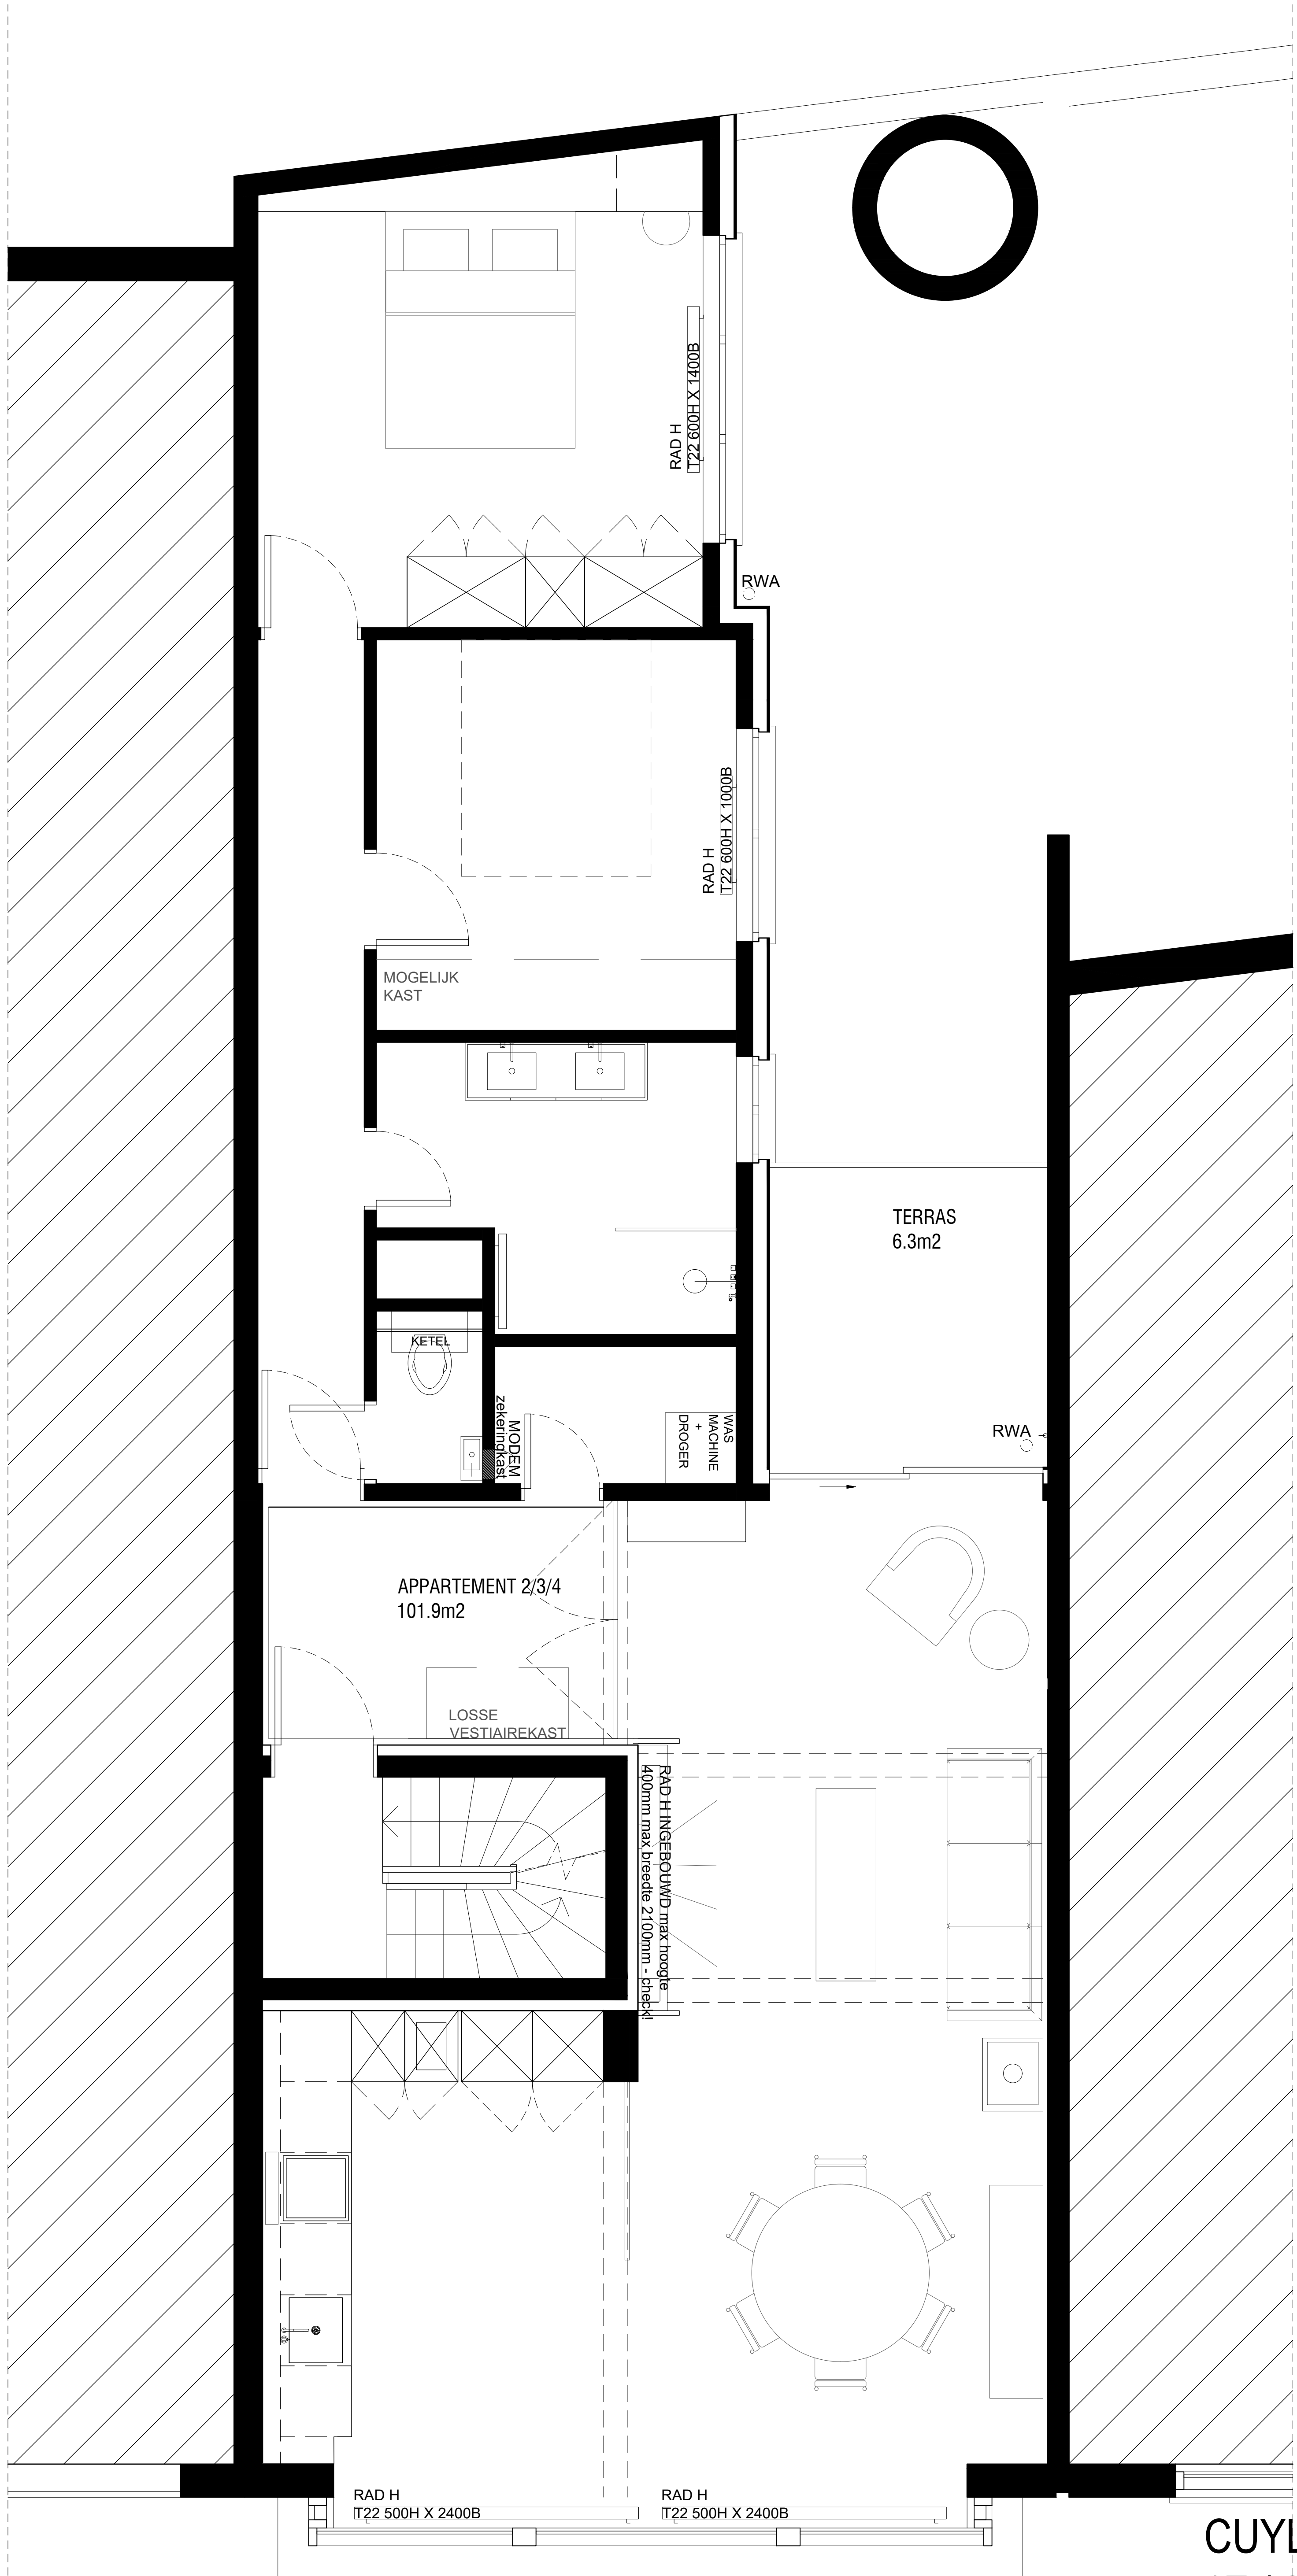 RAD H
T22 600H X 1400B
RWA
RAD H
T22 600H X 1000B
MOGELIJK
KAST
TERRAS
6.3m2
KETEL
MODEM
zekeringkast
WAS
MACHINE
+
DROGER
RWA
APPARTEMENT 2/3/4
101.9m2
LOSSE
VESTIAIREKAST
RAD H INGEBOUWD max hoogte
400mm max breedte 2100mm - check!
RAD H
T22 500H X 2400B
RAD H
T22 500H X 2400B